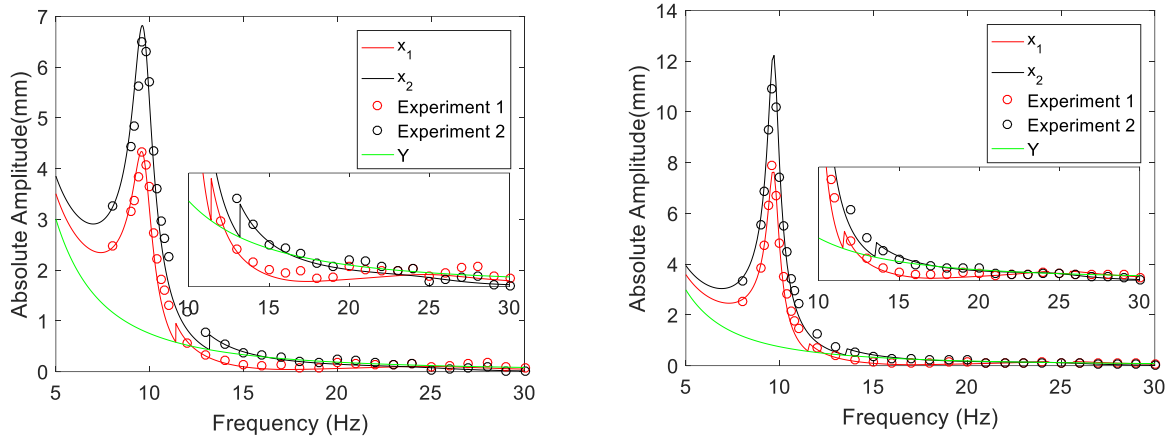 7
6
5
4
3
2
1
0
Absolute Amplitude(mm)
x1
x2
Experiment 1
Experiment 2
Y
10 15 20 25 30
5 10 15 20 25 30
Frequency (Hz)
14
12
10
8
6
4
2
0
Absolute Amplitude(mm)
x1
x2
Experiment 1
Experiment 2
Y
10 15 20 25 30
5 10 15 20 25 30
Frequency (Hz)